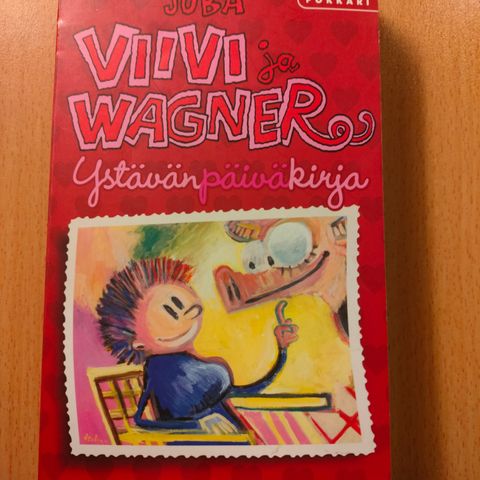 JUBA
POKKARI
VIIVI ja
WAGNER
Ystävänpäiväkirja